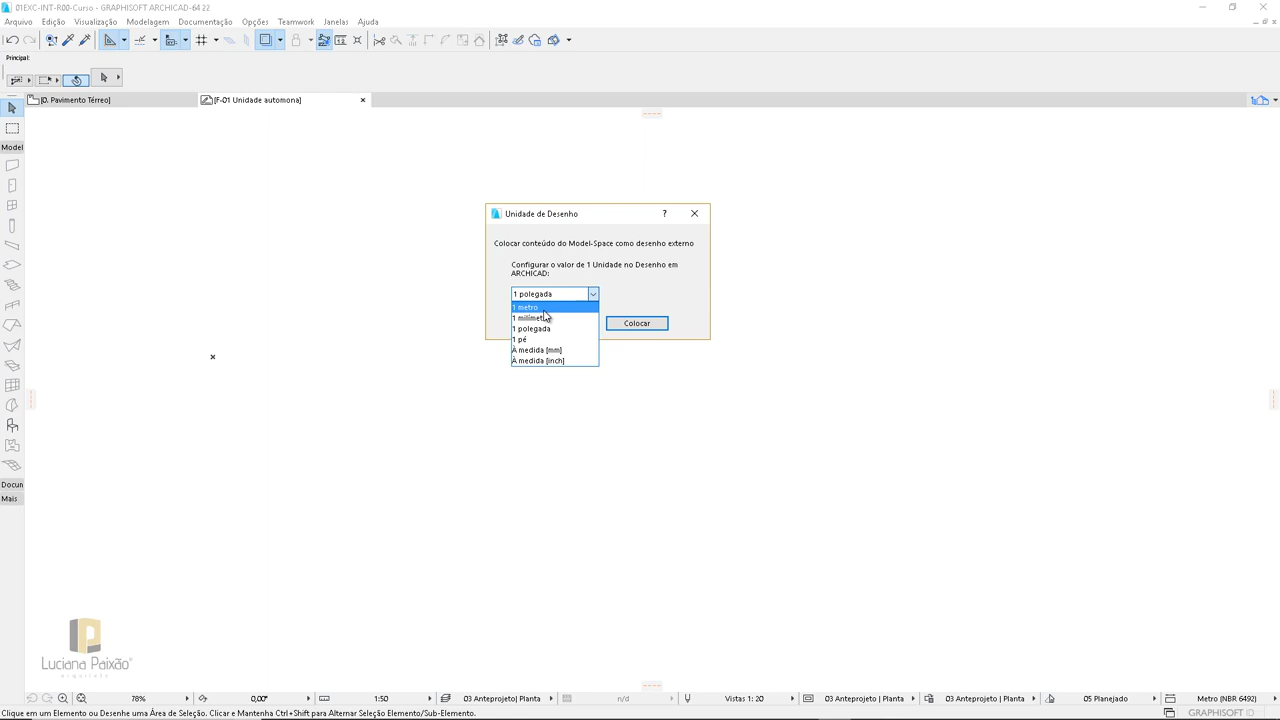 01EXC-INT-R00-Curso - GRAPHISOFT ARCHICAD-64 22
Arquivo Edição Visualização Modelagem Documentação Opções Teamwork Janelas Ajuda
Principal:
[0. Pavimento Térreo]
[F-01 Unidade automona]
Model
Unidade de Desenho
?
Colocar conteúdo do Model-Space como desenho externo
Configurar o valor de 1 Unidade no Desenho em
ARCHICAD:
1 polegada
1 metro
1 milímet
Colocar
1 polegada
1 pé
À medida [mm]
À medida [inch]
Docun
Mais
Luciana Paixão
arquiteto
78%
0,00°
1:50
03 Anteprojeto| Planta
n/d
Vistas 1: 20
03 Anteprojeto | Planta
03 Anteprojeto | Planta
05 Planejado
Metro (NBR 6492)
Clique em um Elemento ou Desenhe uma Área de Seleção. Clicar e Mantenha Ctrl+Shift para Alternar Seleção Elemento/Sub-Elemento.
GRAPHISOFT ID